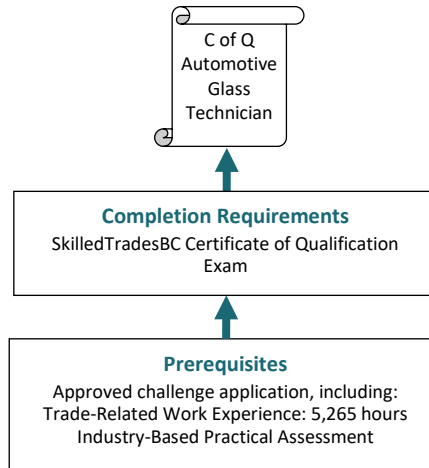 C of Q
Automotive
Glass
Technician
Completion Requirements
SkilledTradesBC Certificate of Qualification
Exam
Prerequisites
Approved challenge application, including:
Trade-Related Work Experience: 5,265 hours
Industry-Based Practical Assessment